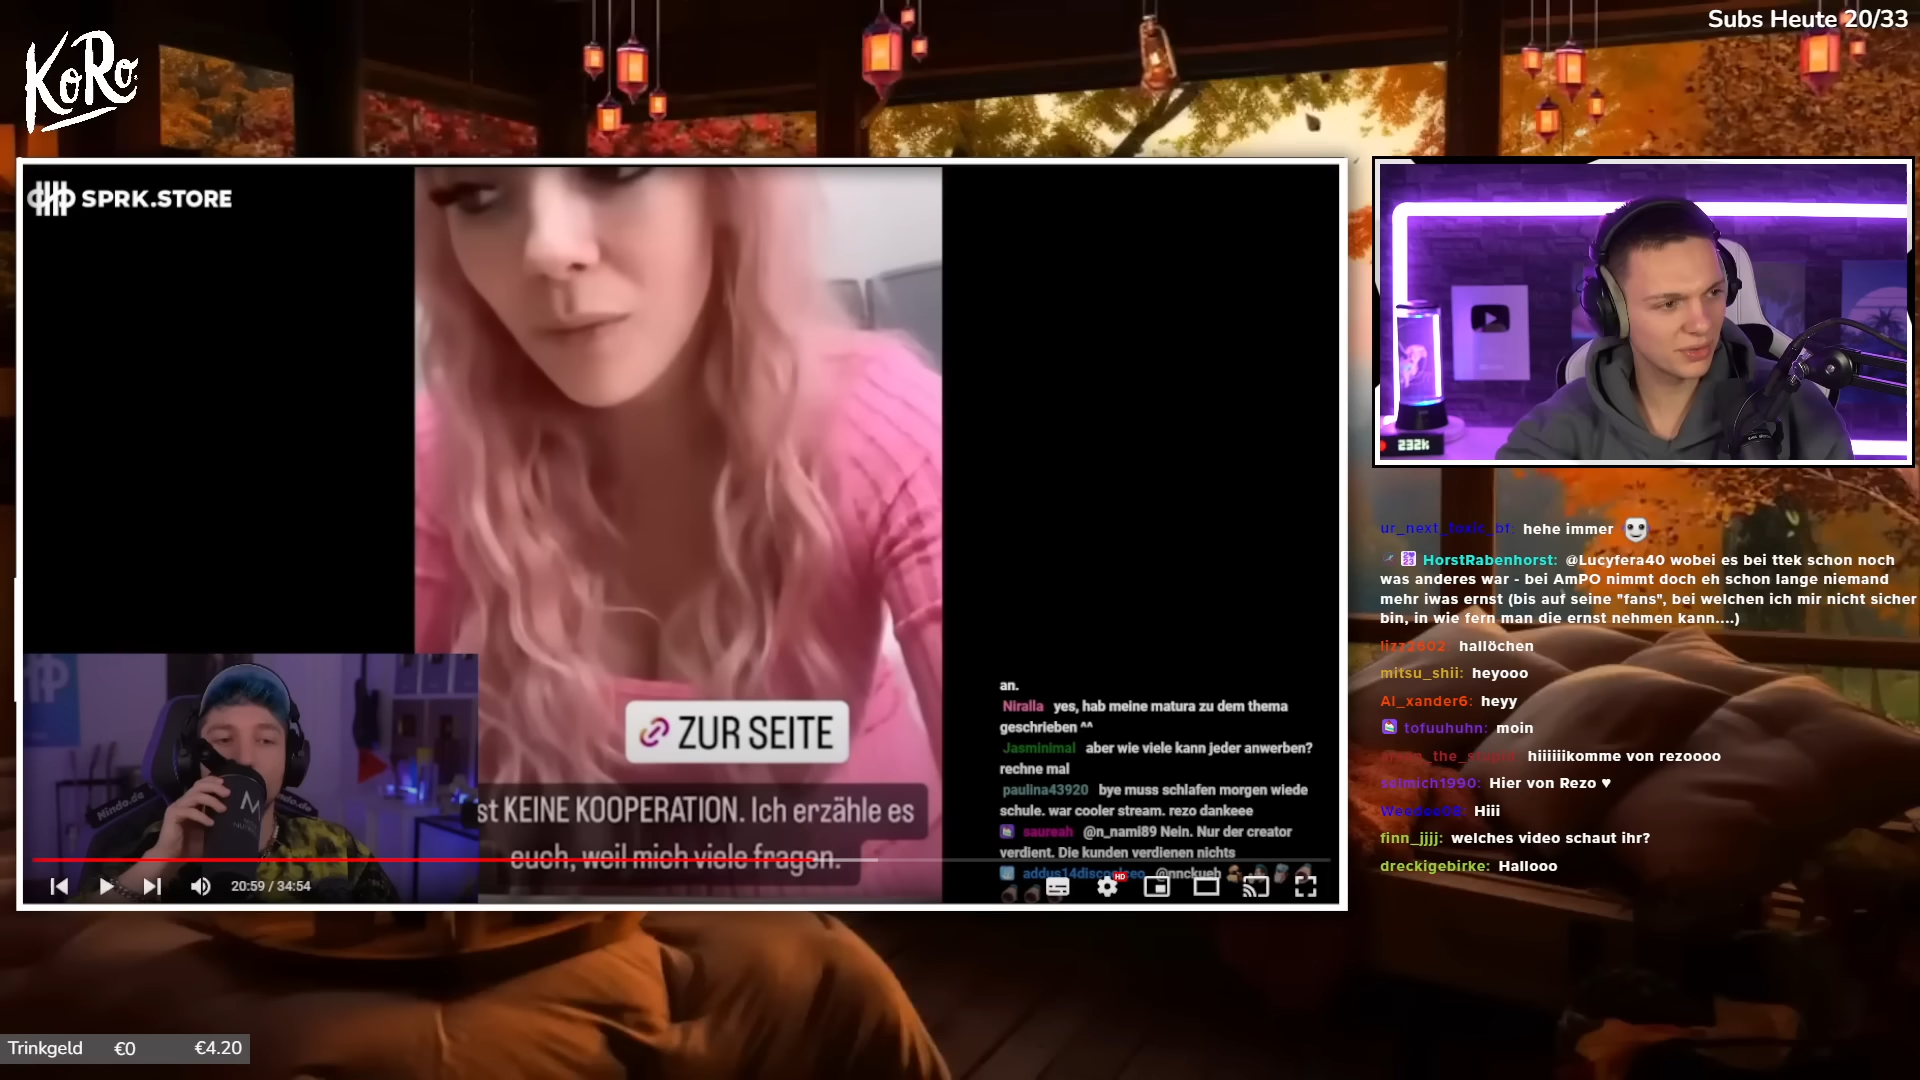 Subs Heute 20/33
KoRo
SPRK.STORE
232k
ZUR SEITE
st KEINE KOOPERATION. Ich erzähle es
euch, weil mich viele fragen.
Nindo.de
M
an.
Niralla yes, hab meine matura zu dem thema
geschrieben ^^
Jasminimal aber wie viele kann jeder anwerben?
rechne mal
paulina43920 bye muss schlafen morgen wiede
schule. war cooler stream. rezo dankeee
saureah @n_nami89 Nein. Nur der creator
verdient. Die kunden verdienen nichts
@nnckueh
20:59 / 34:54
HD
ur_next_toxic_bf: hehe immer
HorstRabenhorst: @Lucyfera40 wobei es bei ttek schon noch
was anderes war - bei AmPO nimmt doch eh schon lange niemand
mehr iwas ernst (bis auf seine "fans", bei welchen ich mir nicht sicher
bin, in wie fern man die ernst nehmen kann....)
lizz2602: hallöchen
mitsu_shii: heyooo
Al_xander6: heyy
tofuuhuhn: moin
hiiiiiikomme von rezoooo
selmich1990: Hier von Rezo ♥
Hiii
finn_jjjj: welches video schaut ihr?
dreckigebirke: Hallooo
Trinkgeld €0 €4.20